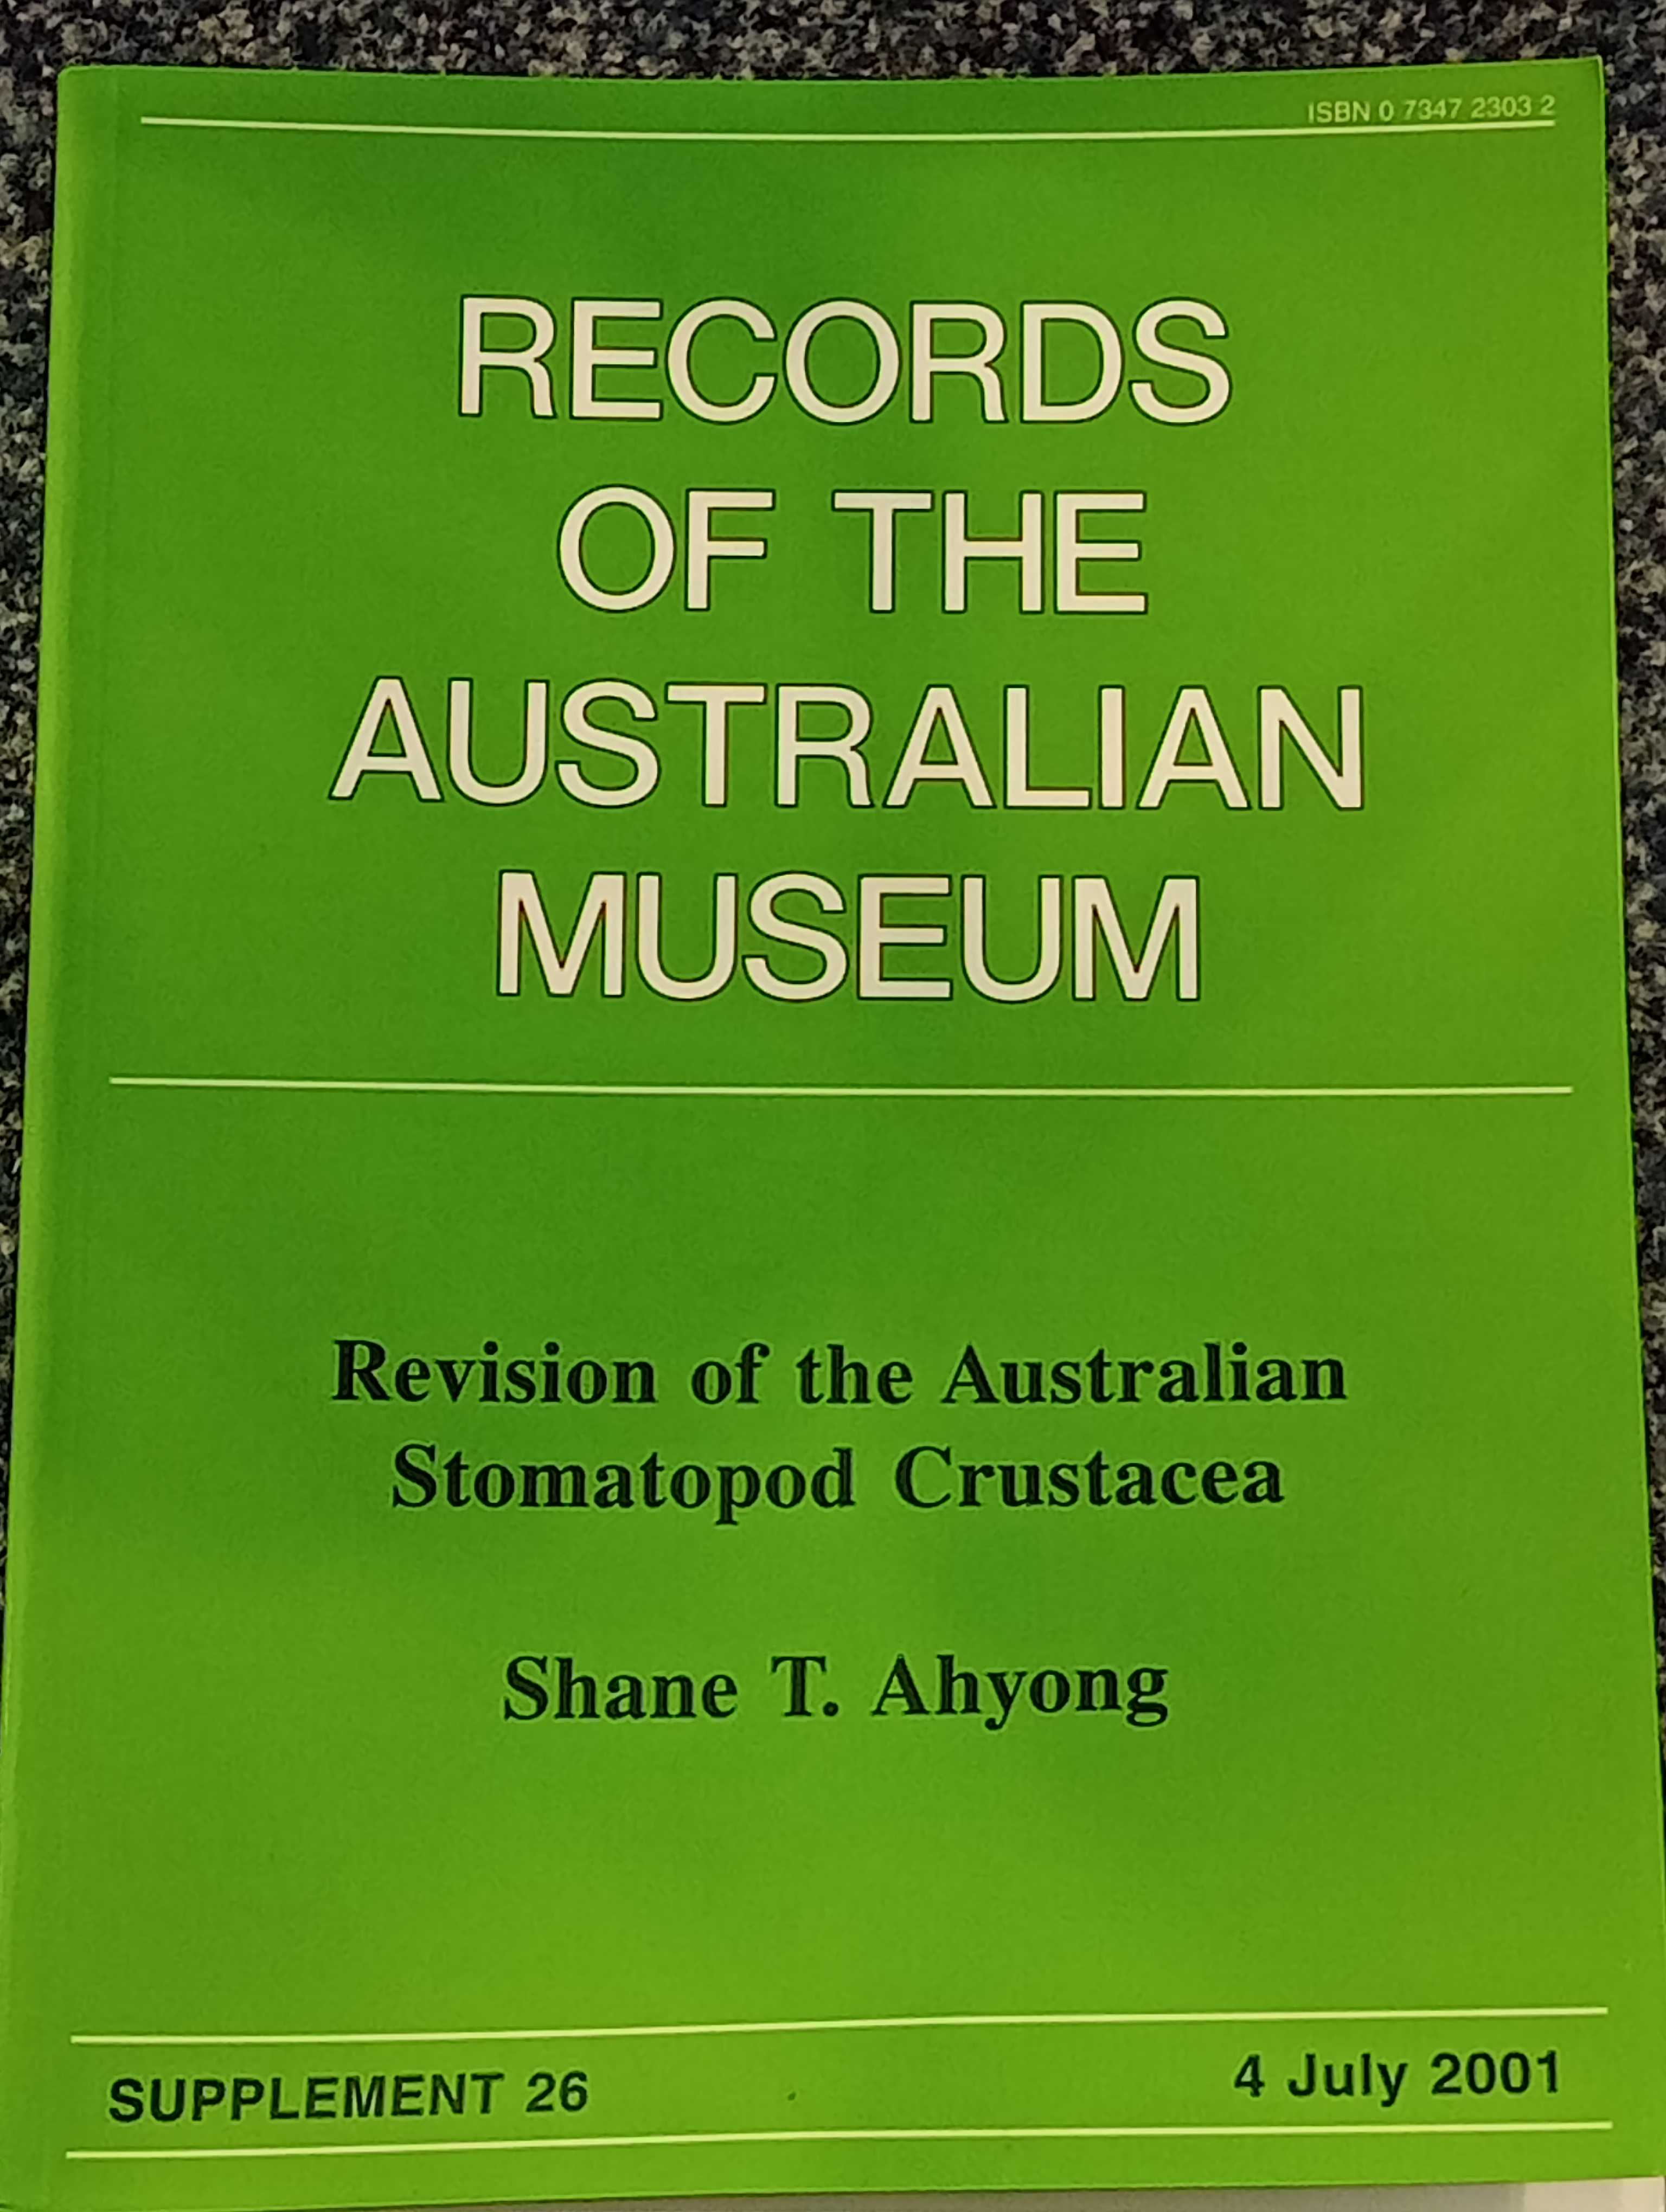 ISBN 0 7347 2303 2
RECORDS
OF THE
AUSTRALIAN
MUSEUM
Revision of the Australian
Stomatopod Crustacea
Shane T. Ahyong
SUPPLEMENT 26
4 July 2001